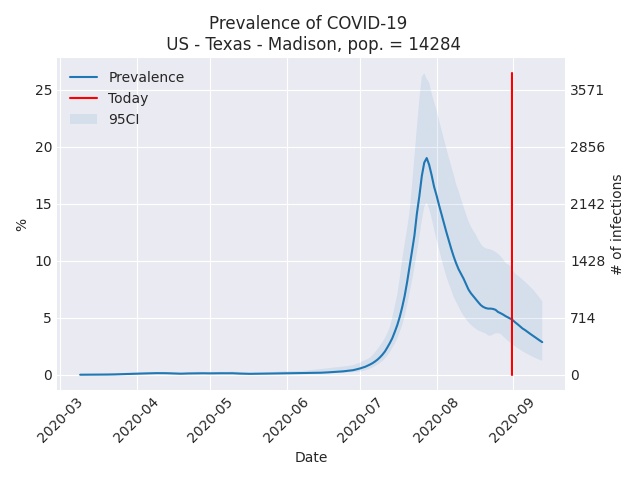 Prevalence of COVID-19
US - Texas - Madison, pop. = 14284
Prevalence
Today
95CI
25
20
15
10
5
0
%
3571
2856
2142
1428
714
0
# of infections
2020-03
2020-04
2020-05
2020-06
2020-07
2020-08
2020-09
Date